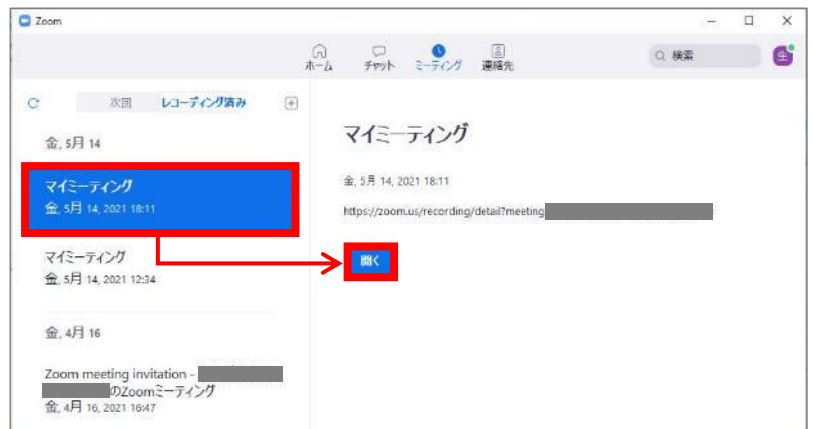 Zoom
ホーム
チャット
ミーティング
連絡先
検索
生
次回
レコーディング済み
金, 5月 14
マイミーティング
金, 5月 14, 2021 18:11
マイミーティング
金, 5月 14, 2021 12:34
金, 4月 16
Zoom meeting invitation -
のZoomミーティング
金, 4月 16, 2021 16:47
マイミーティング
金, 5月 14, 2021 18:11
https://zoom.us/recording/detail?meeting
開く